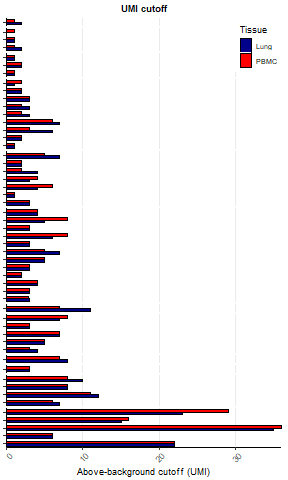 UMI cutoff
Tissue
Lung
PBMC
0
10
20
30
Above-background cutoff (UMI)